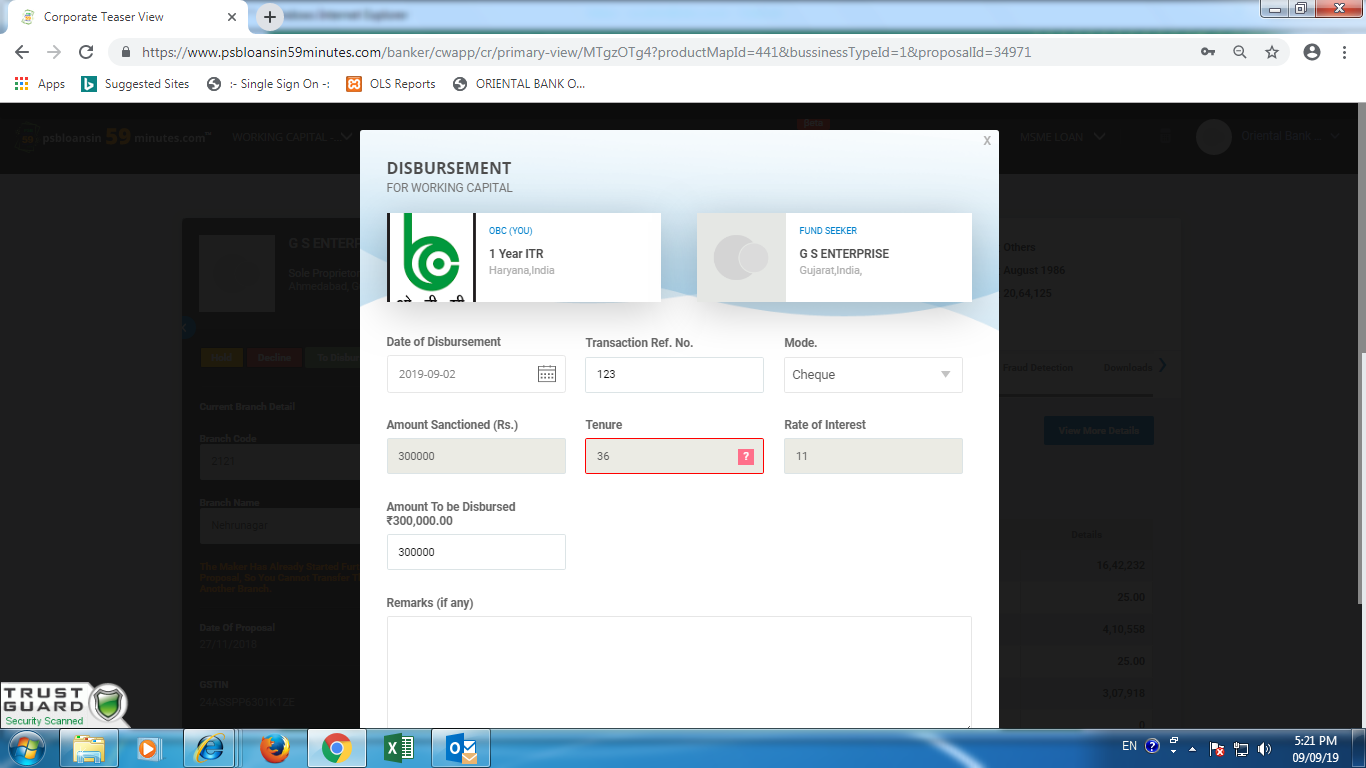 Corporate Teaser View
ndows Internet Explorer
https://www.psbloansin59minutes.com/banker/cwapp/cr/primary-view/MTgzOTg4?productMapId=441&bussinessTypeId=1&proposalId=34971
Apps Suggested Sites :- Single Sign On -: OLS Reports ORIENTAL BANK O...
psbloansin 59 minutes.com WORKING CAPITAL - Beta MSME LOAN Oriental Bank...
X
DISBURSEMENT
FOR WORKING CAPITAL
OBC (YOU)
1 Year ITR
Haryana,India
FUND SEEKER
G S ENTERPRISE
Gujarat,India,
G S ENTERP
Sole Proprietor
Ahmedabad, G
Others
August 1986
20,64,125
Hold Decline To Disbur
Fraud Detection Downloads
Date of Disbursement Transaction Ref. No. Mode.
2019-09-02 123 Cheque
Amount Sanctioned (Rs.) Tenure Rate of Interest
300000 36 ? 11
Amount To be Disbursed
₹300,000.00
300000
Remarks (if any)
Current Branch Detail
Branch Code
2121
Branch Name
Nehrunagar
The Maker Has Already Started
Proposal, So You Cannot Transfer
Another Branch.
Date Of Proposal
27/11/2018
GSTIN
View More Details
Details
16,42,232
25.00
4,10,558
25.00
3,07,918
0
TRUST
GUARD
Security Scanned
EN 5:21 PM
09/09/19